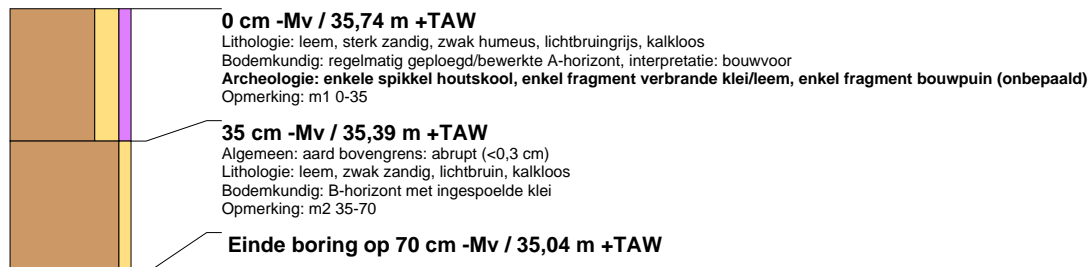 0 cm -Mv / 35,74 m +TAW
Lithologie: leem, sterk zandig, zwak humeus, lichtbruingrijs, kalkloos
Bodemkundig: regelmatig geploegd/bewerkte A-horizont, interpretatie: bouwvoor
Archeologie: enkele spikkel houtskool, enkel fragment verbrande klei/leem, enkel fragment bouwpuin (onbepaald)
Opmerking: m1 0-35
35 cm -Mv / 35,39 m +TAW
Algemeen: aard bovengrens: abrupt (<0,3 cm)
Lithologie: leem, zwak zandig, lichtbruin, kalkloos
Bodemkundig: B-horizont met ingespoelde klei
Opmerking: m2 35-70
Einde boring op 70 cm -Mv / 35,04 m +TAW